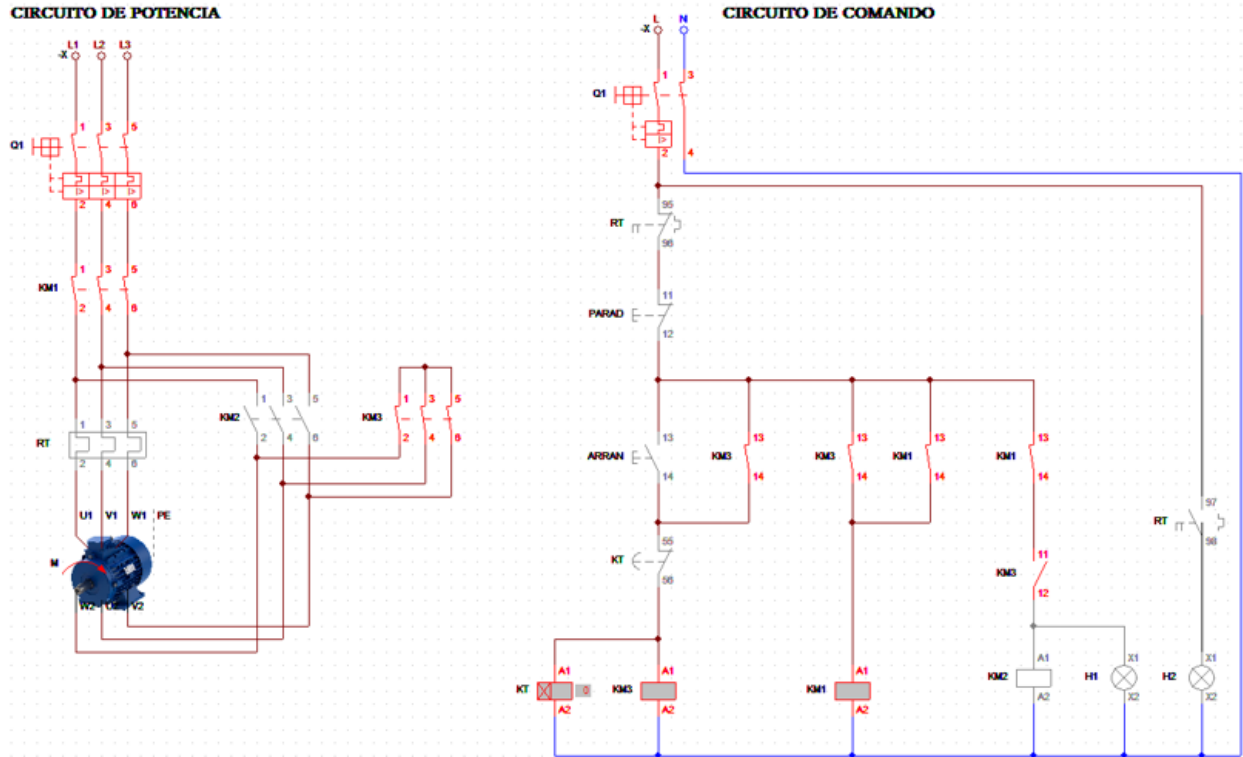 CIRCUITO DE POTENCIA
L1 L2 L3
-X
1 3 5
Q1
2 4 6
1 3 5
KM1
2 4 6
1 3 5
KM2
2 4 6
1 3 5
KM3
2 4 6
1 3 5
RT
2 4 6
U1 V1 W1 PE
M
W2 U2 V2
CIRCUITO DE COMANDO
L N
-X
1 3
Q1
2 4
95
RT
96
11
PARAD
12
13
ARRAN
14
13
KM3
14
13
KM3
14
13
KM1
14
13
KM1
14
55
KT
56
11
KM3
12
97
RT
98
A1
KT 0
A2
A1
KM3
A2
A1
KM1
A2
A1
KM2
A2
X1
H1
X2
X1
H2
X2